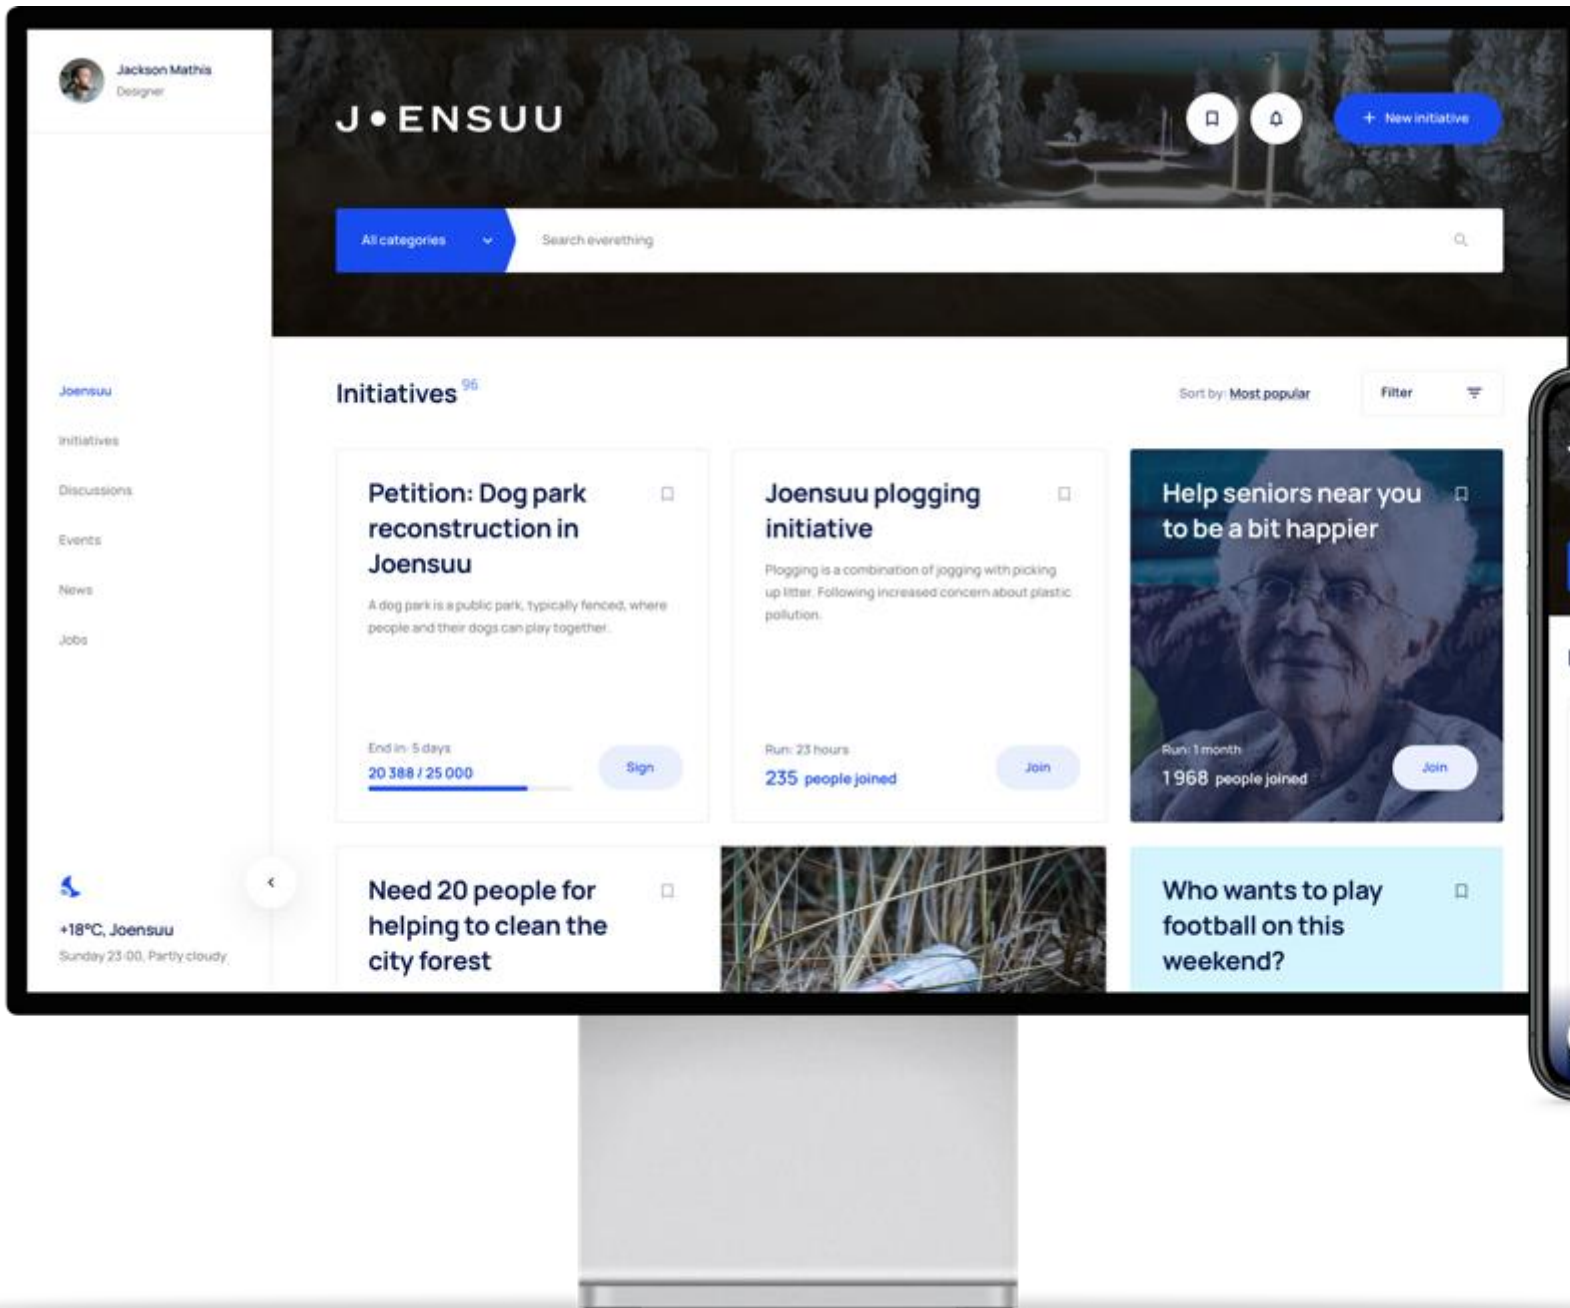 Jackson Mathis
Designer
J•ENSUU
+ New initiative
All categories
Search everething
Joensuu
Initiatives
Discussions
Events
News
Jobs
Initiatives 96
Sort by: Most popular
Filter
Petition: Dog park
reconstruction in
Joensuu
A dog park is a public park, typically fenced, where
people and their dogs can play together.
End in: 5 days
20 388 / 25 000
Sign
Joensuu plogging
initiative
Plogging is a combination of jogging with picking
up litter. Following increased concern about plastic
pollution.
Run: 23 hours
235 people joined
Join
Help seniors near you
to be a bit happier
Run: 1 month
1 968 people joined
Join
Need 20 people for
helping to clean the
city forest
Who wants to play
football on this
weekend?
+18°C, Joensuu
Sunday 23:00, Partly cloudy